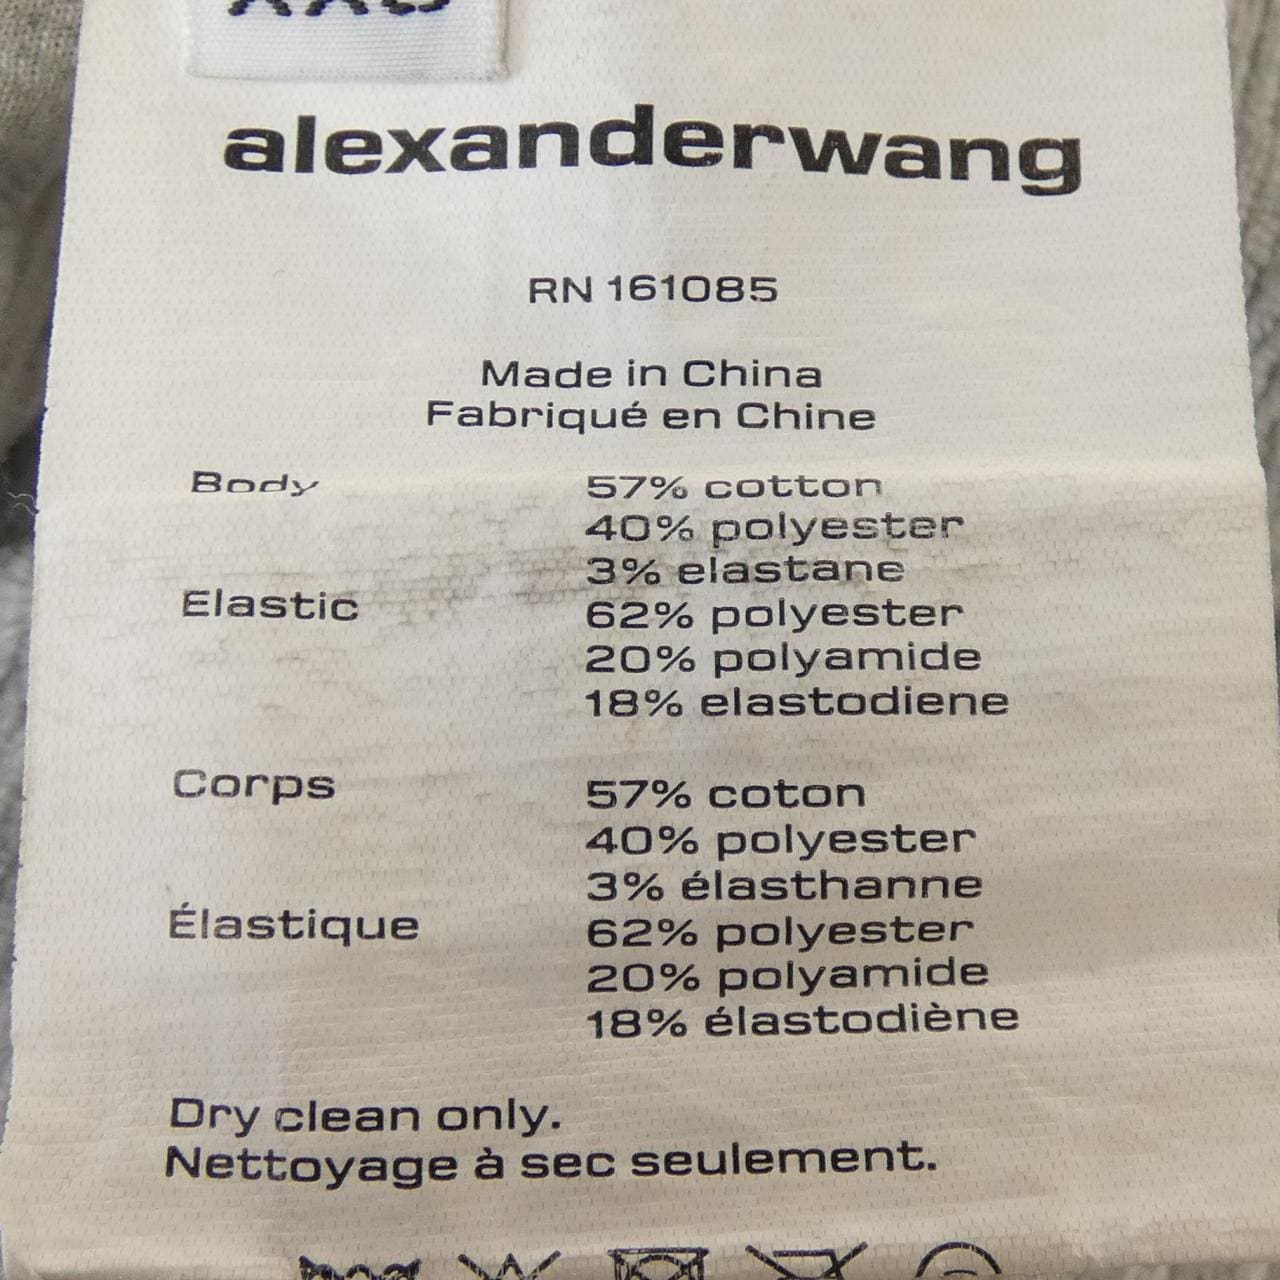 alexanderwang
RN 161085
Made in China
Fabriqué en Chine
Body 57% cotton
40% polyester
3% elastane
Elastic 62% polyester
20% polyamide
18% elastodiene
Corps 57% coton
40% polyester
3% élasthanne
Élastique 62% polyester
20% polyamide
18% élastodiène
Dry clean only.
Nettoyage à sec seulement.